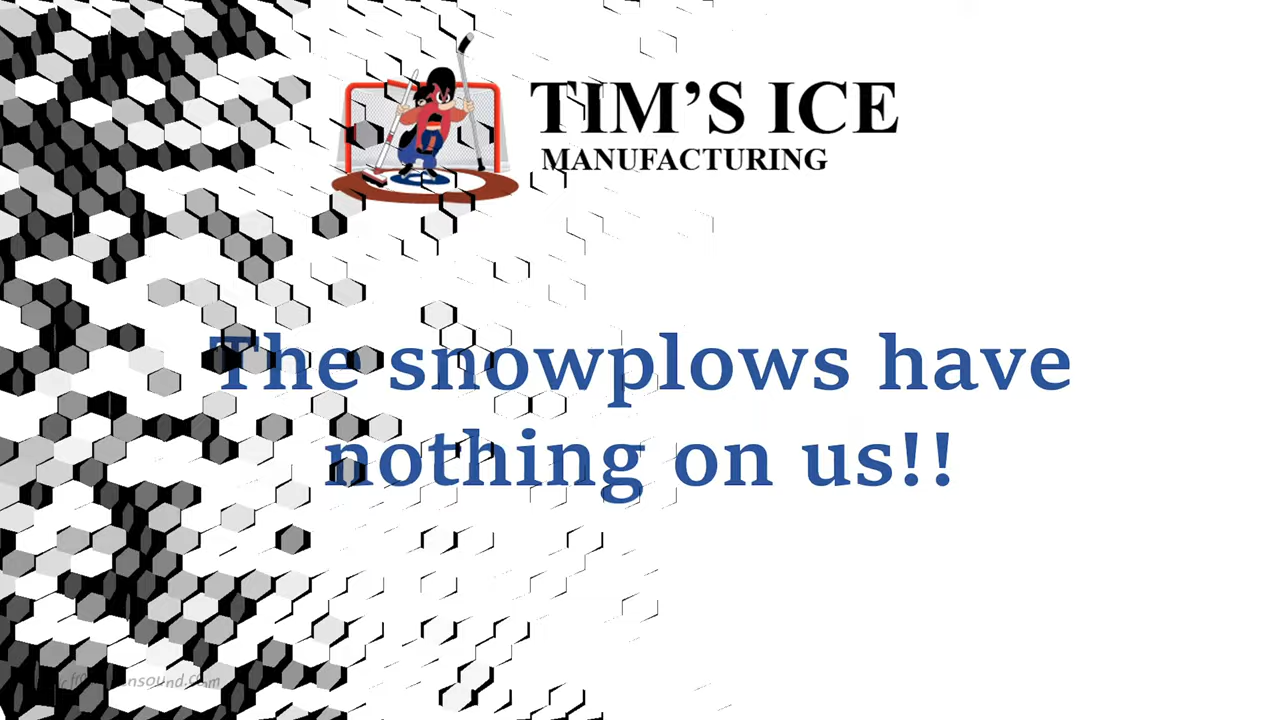 TIM’S ICE
MANUFACTURING
The snowplows have
nothing on us!!